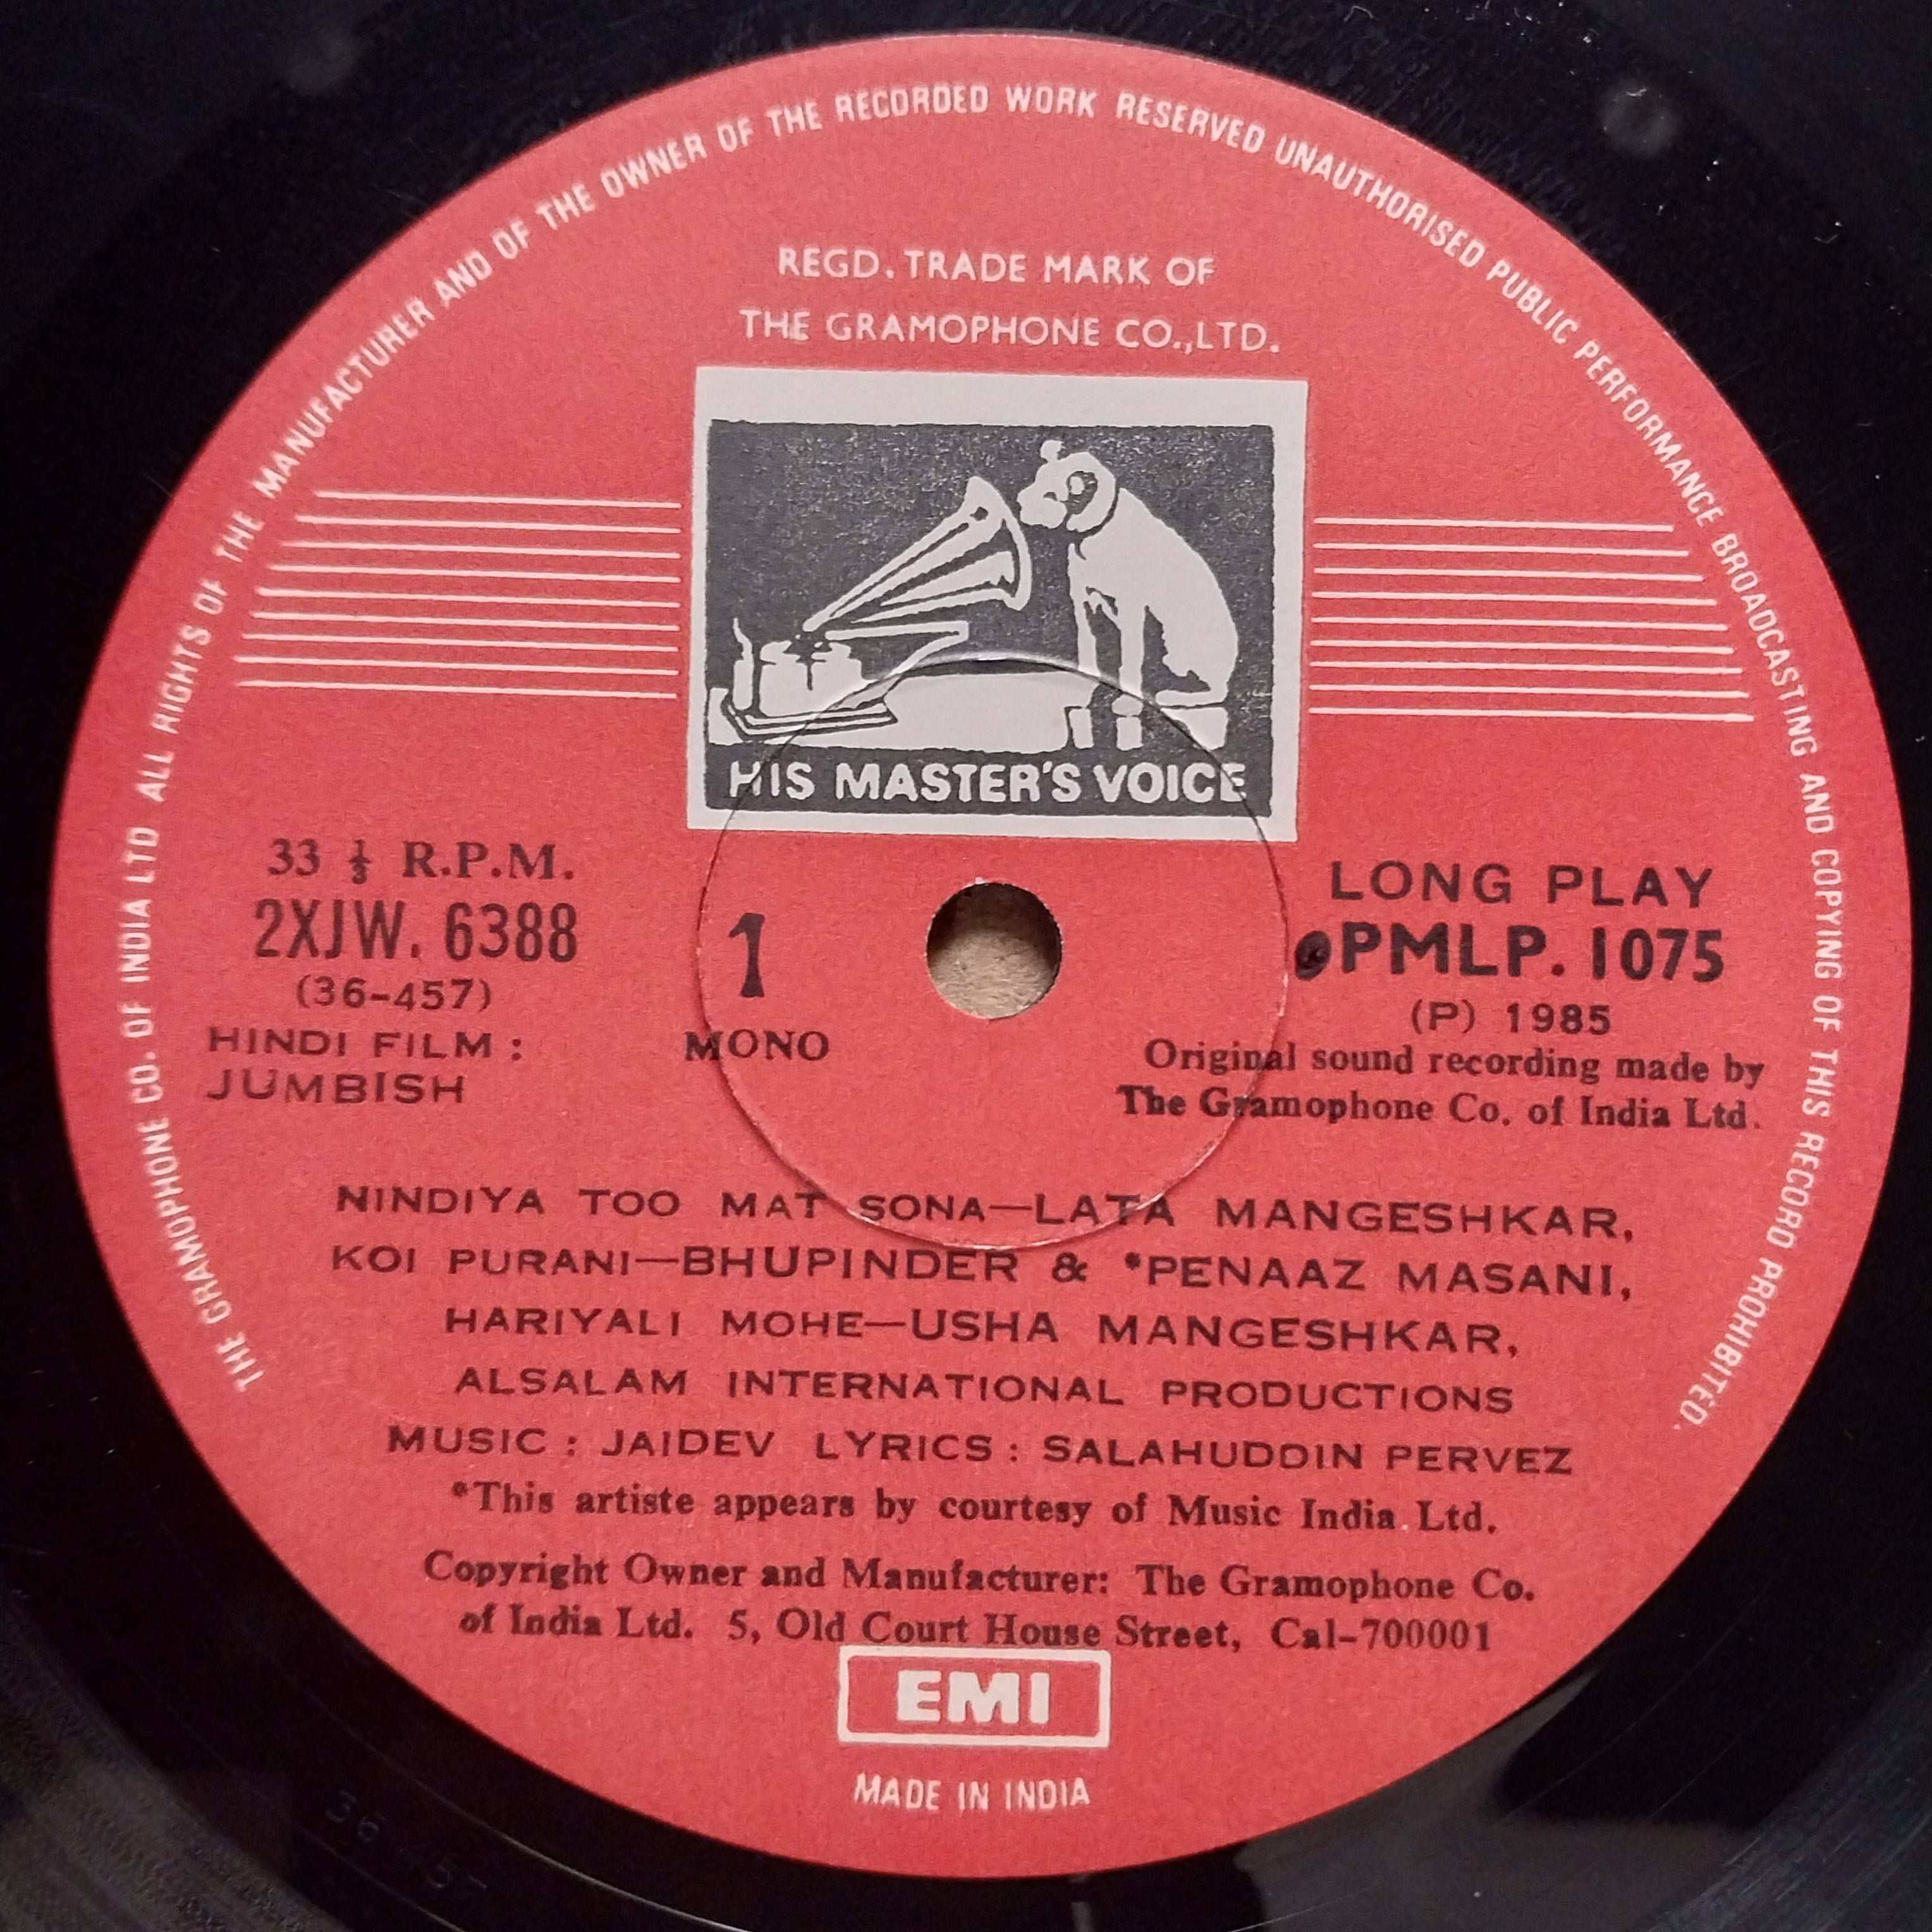 THE GRAMOPHONE CO. OF INDIA LTD ALL RIGHTS OF THE MANUFACTURER AND OF THE OWNER OF THE RECORDED WORK RESERVED UNAUTHORISED PUBLIC PERFORMANCE BROADCASTING AND COPYING OF THIS RECORD PROHIBITED.
REGD. TRADE MARK OF
THE GRAMOPHONE CO.,LTD.
HIS MASTER'S VOICE
33 ⅓ R.P.M.
2XJW. 6388
(36-457)
HINDI FILM :
JUMBISH
1
MONO
LONG PLAY
PMLP. 1075
(P) 1985
Original sound recording made by
The Gramophone Co. of India Ltd.
NINDIYA TOO MAT SONA—LATA MANGESHKAR,
KOI PURANI—BHUPINDER & *PENAAZ MASANI,
HARIYALI MOHE—USHA MANGESHKAR,
ALSALAM INTERNATIONAL PRODUCTIONS
MUSIC : JAIDEV LYRICS : SALAHUDDIN PERVEZ
*This artiste appears by courtesy of Music India Ltd.
Copyright Owner and Manufacturer: The Gramophone Co.
of India Ltd. 5, Old Court House Street, Cal-700001
EMI
MADE IN INDIA
36 457